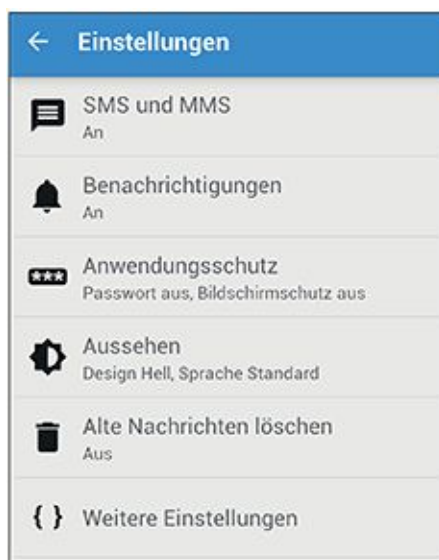 Einstellungen
SMS und MMS
An
Benachrichtigungen
An
Anwendungsschutz
Passwort aus, Bildschirmschutz aus
Aussehen
Design Hell, Sprache Standard
Alte Nachrichten löschen
Aus
Weitere Einstellungen